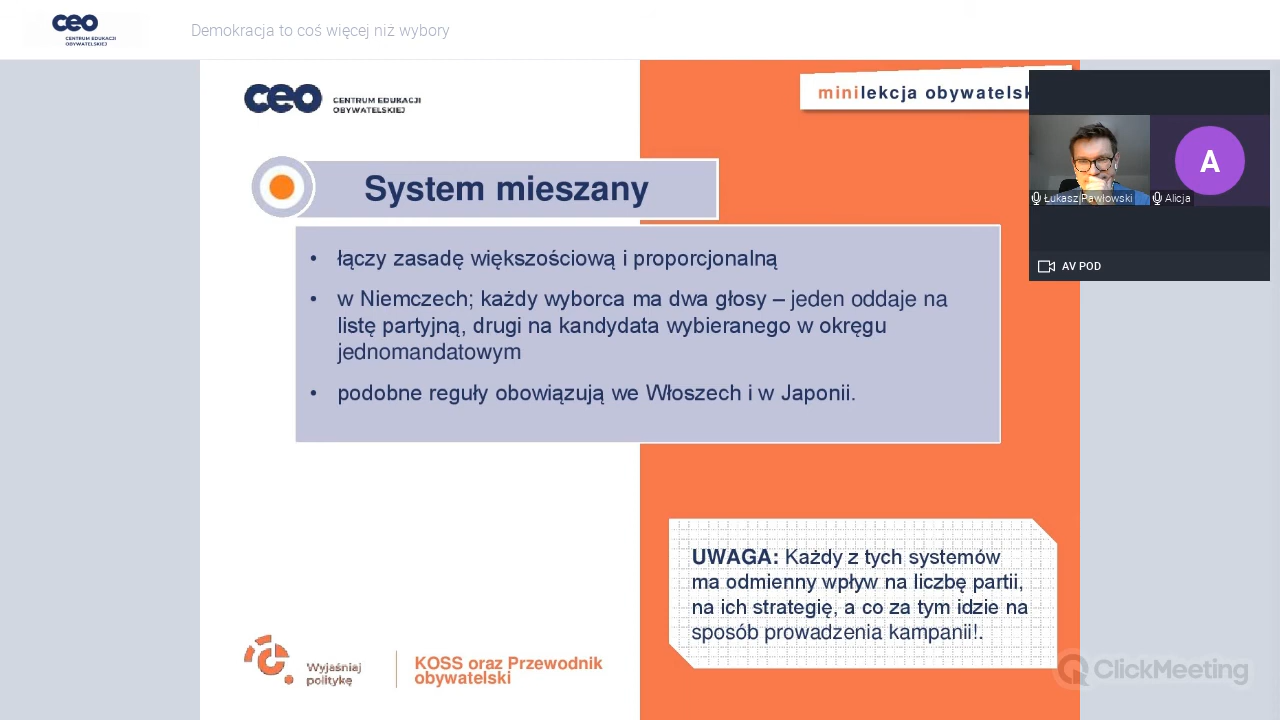 ceo
CENTRUM EDUKACJI
OBYWATELSKIEJ
Demokracja to coś więcej niż wybory
ceo
CENTRUM EDUKACJI
OBYWATELSKIEJ
minilekcja obywatelsk
System mieszany
• łączy zasadę większościową i proporcjonalną
• w Niemczech; każdy wyborca ma dwa głosy – jeden oddaje na
listę partyjną, drugi na kandydata wybieranego w okręgu
jednomandatowym
• podobne reguły obowiązują we Włoszech i w Japonii.
A
Łukasz Pawłowski
Alicja
AV POD
UWAGA: Każdy z tych systemów
ma odmienny wpływ na liczbę partii,
na ich strategię, a co za tym idzie na
sposób prowadzenia kampanii!.
Wyjaśniaj
politykę
KOSS oraz Przewodnik
obywatelski
ClickMeeting